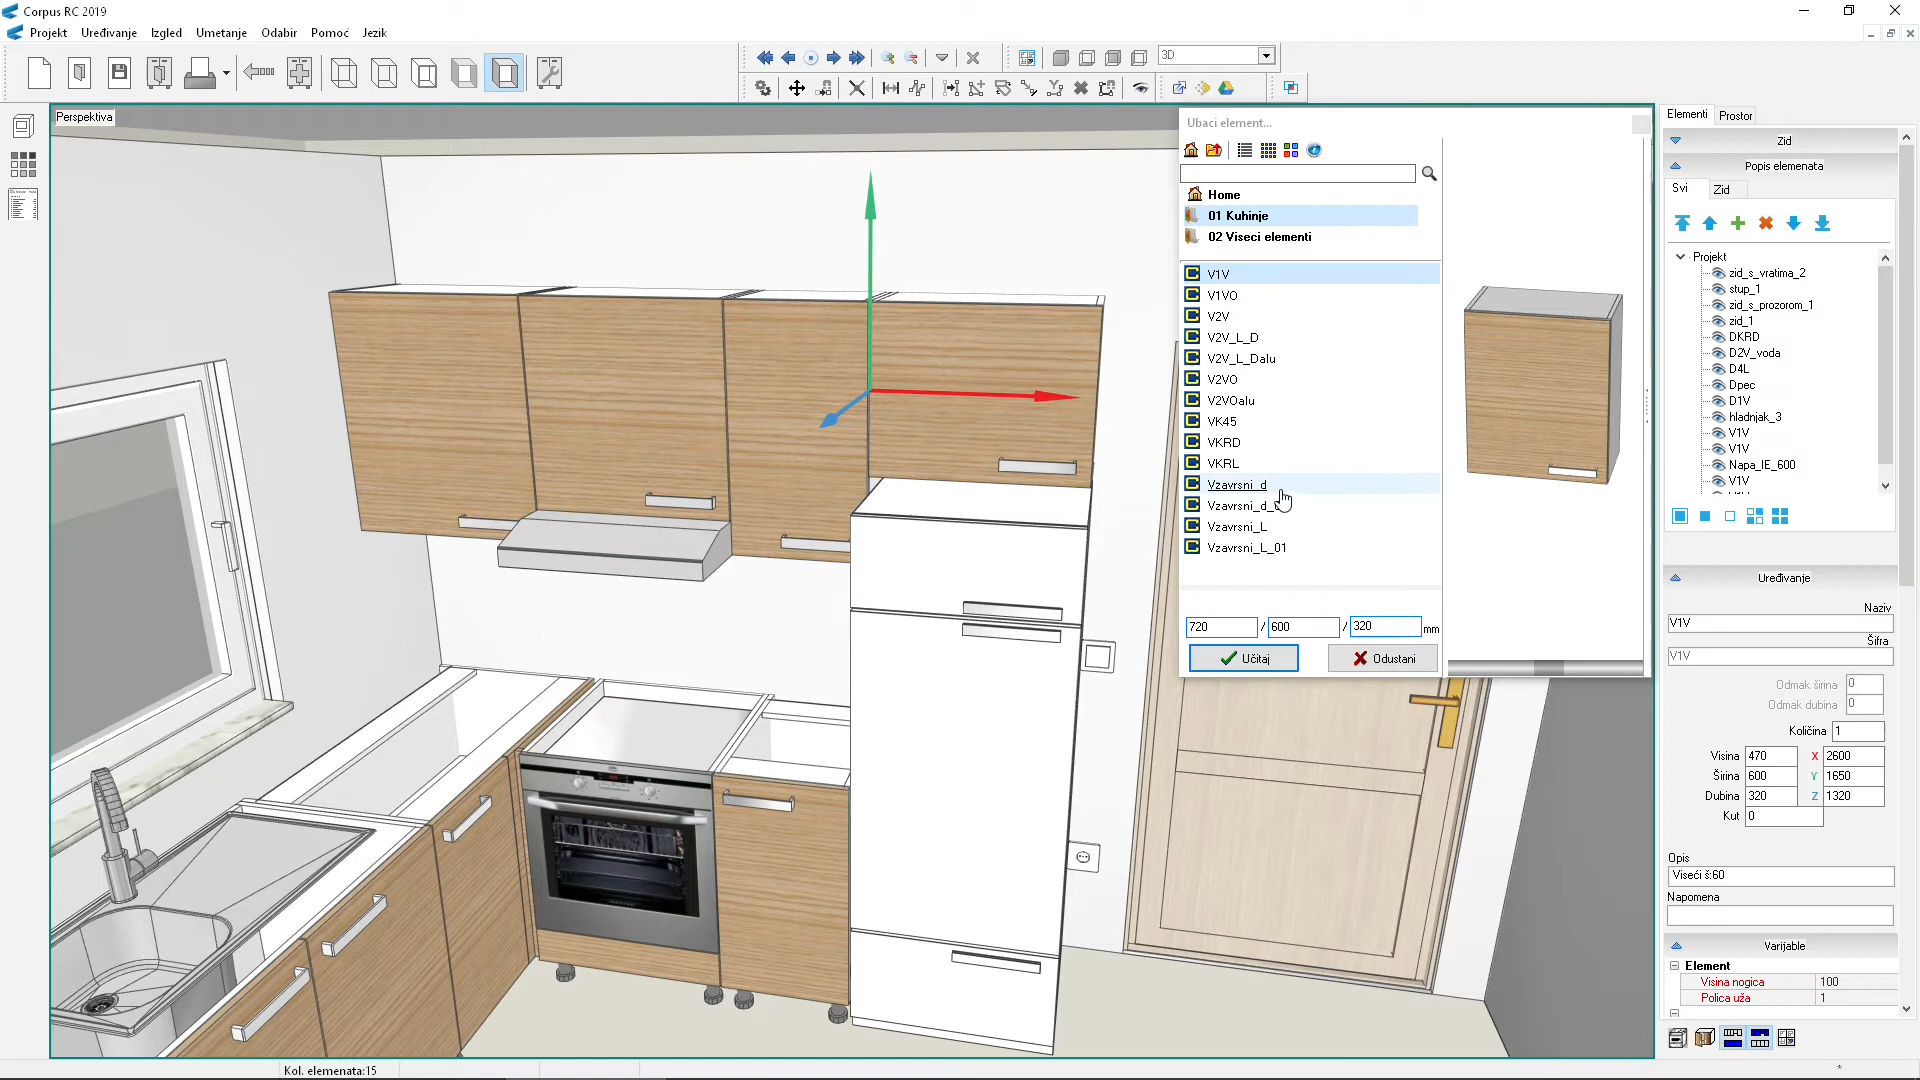 Corpus RC 2019
Projekt Uređivanje Izgled Umetanje Odabir Pomoć Jezik
3D
Perspektiva
Ubaci element...
Home
01 Kuhinje
02 Viseci elementi
V1V
V1VO
V2V
V2V_L_D
V2V_L_Dalu
V2VO
V2VOalu
VK45
VKRD
VKRL
Vzavrsni_d
Vzavrsni_d_
Vzavrsni_L
Vzavrsni_L_01
720 / 600 / 320 mm
Učitaj Odustani
Elementi Prostor
Zid
Popis elemenata
Svi Zid
Projekt
zid_s_vratima_2
stup_1
zid_s_prozorom_1
zid_1
DKRD
D2V_voda
D4L
Dpec
D1V
hladnjak_3
V1V
V1V
Napa_IE_600
V1V
Uređivanje
Naziv
V1V
Šifra
V1V
Odmak širina 0
Odmak dubina 0
Količina 1
Visina 470 X 2600
Širina 600 Y 1650
Dubina 320 Z 1320
Kut 0
Opis
Viseći š:60
Napomena
Varijable
Element
Visina nogica 100
Polica uža 1
Kol. elemenata:15